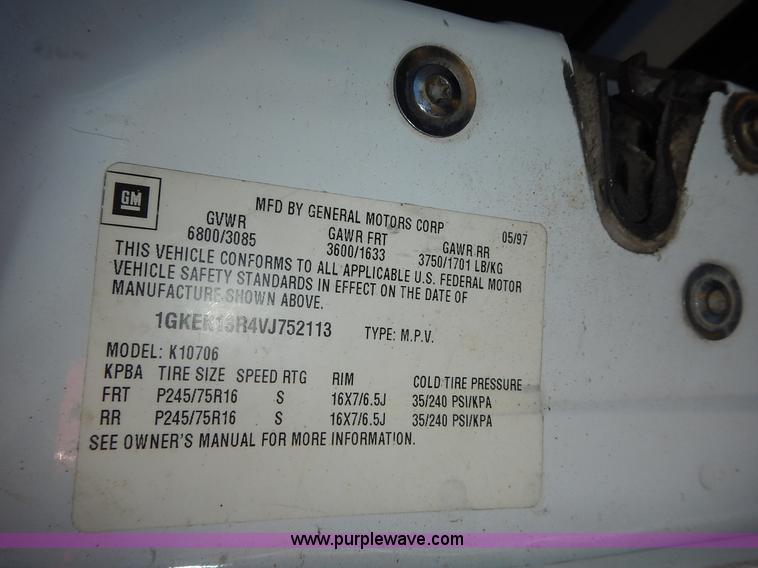 GM
MFD BY GENERAL MOTORS CORP 05/97
GVWR GAWR FRT GAWR RR
6800/3085 3600/1633 3750/1701 LB/KG
THIS VEHICLE CONFORMS TO ALL APPLICABLE U.S. FEDERAL MOTOR
VEHICLE SAFETY STANDARDS IN EFFECT ON THE DATE OF
MANUFACTURE SHOWN ABOVE.
1GKEK13R4VJ752113 TYPE: M.P.V.
MODEL: K10706
KPBA TIRE SIZE SPEED RTG RIM COLD TIRE PRESSURE
FRT P245/75R16 S 16X7/6.5J 35/240 PSI/KPA
RR P245/75R16 S 16X7/6.5J 35/240 PSI/KPA
SEE OWNER'S MANUAL FOR MORE INFORMATION.
www.purplewave.com